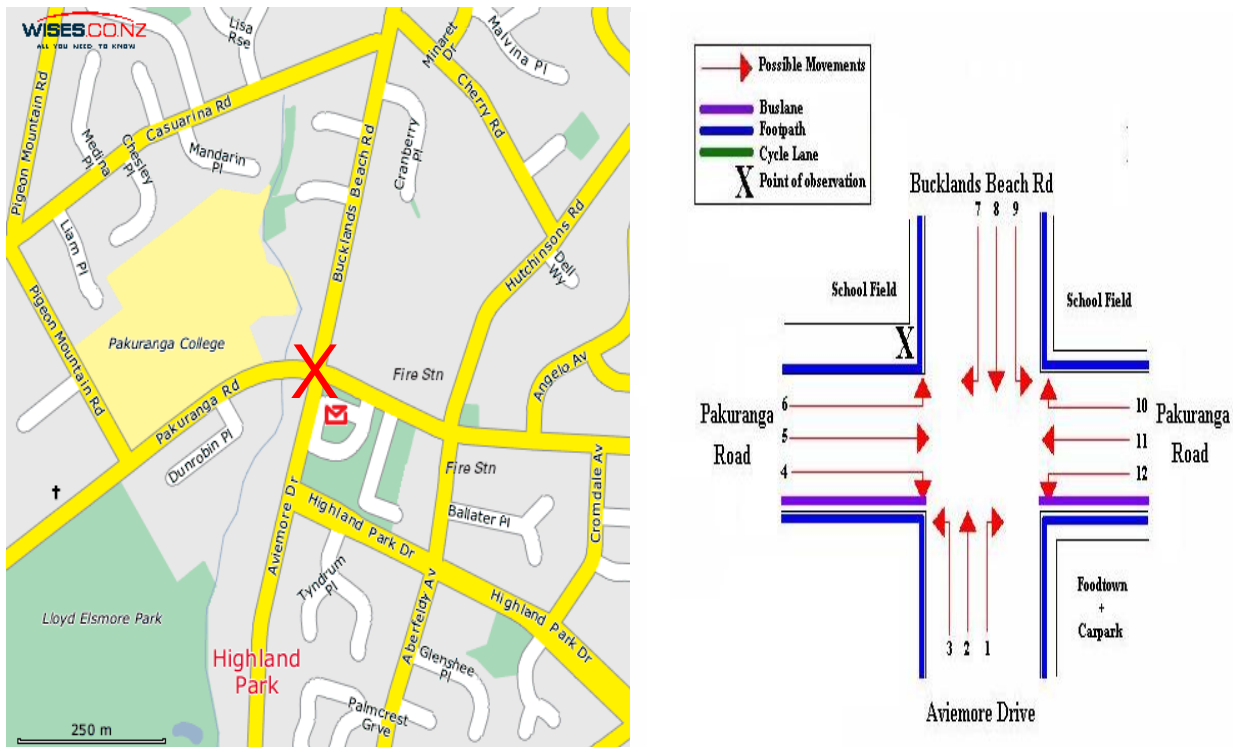 WISES.CO.NZ
ALL YOU NEED TO KNOW
Lisa
Rse
Minaret
Dr
Malvina Pl
Pigeon Mountain Rd
Casuarina Rd
Cherry Rd
Medina
Pl
Chesley
Pl
Mandarin
Pl
Bucklands Beach Rd
Cranberry
Pl
Liam Pl
Hutchinsons Rd
Dell
Wy
Pigeon Mountain Rd
Pakuranga College
X
Fire Stn
Angelo Av
Pakuranga Rd
Dunrobin Pl
Fire Stn
Cromdale Av
Aviemore Dr
Highland Park Dr
Ballater Pl
Tyndrum
Pl
Aberfeldy Av
Highland Park Dr
Lloyd Elsmore Park
Highland
Park
Glenshee
Pl
Palmcrest
Grve
250 m
Possible Movements
Buslane
Footpath
Cycle Lane
X Point of observation
Bucklands Beach Rd
7 8 9
School Field
School Field
X
6
5
4
Pakuranga
Road
10
11
12
Pakuranga
Road
Foodtown
+
Carpark
3 2 1
Aviemore Drive